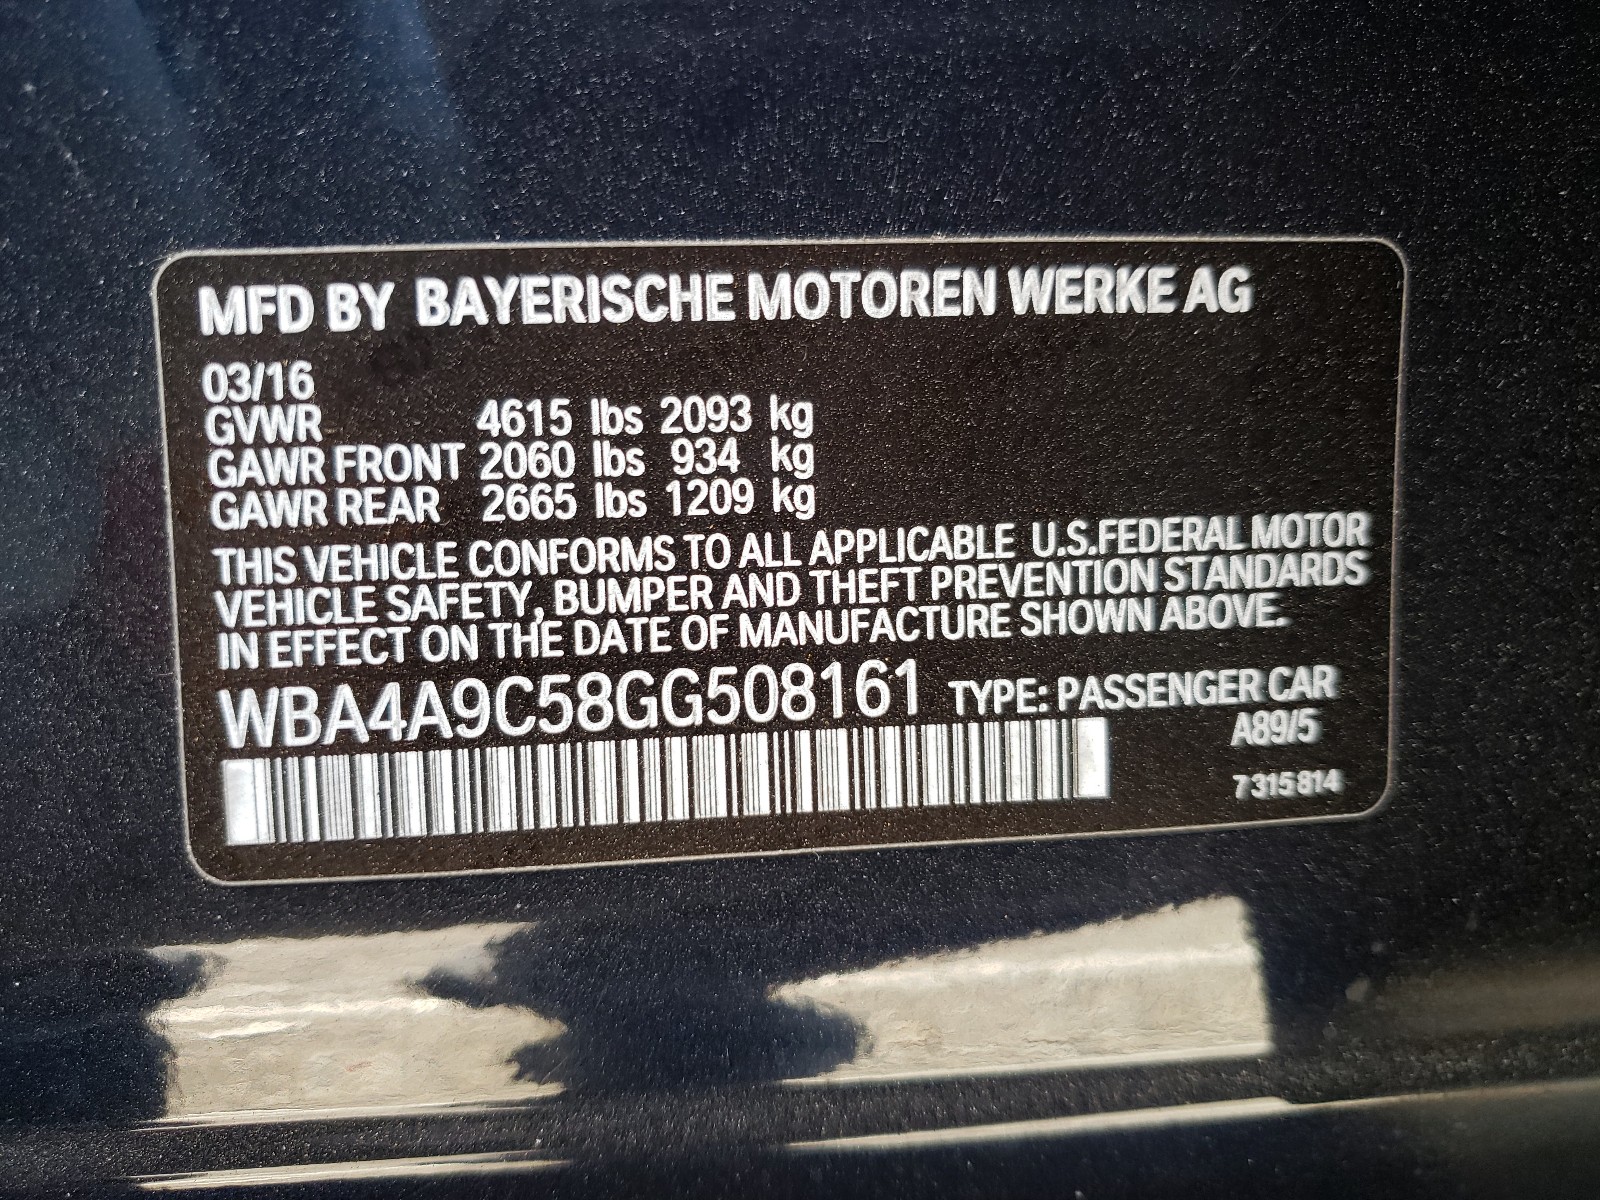 MFD BY BAYERISCHE MOTOREN WERKE AG
03/16
GVWR 4615 lbs 2093 kg
GAWR FRONT 2060 lbs 934 kg
GAWR REAR 2665 lbs 1209 kg
THIS VEHICLE CONFORMS TO ALL APPLICABLE U.S.FEDERAL MOTOR
VEHICLE SAFETY, BUMPER AND THEFT PREVENTION STANDARDS
IN EFFECT ON THE DATE OF MANUFACTURE SHOWN ABOVE.
WBA4A9C58GG508161 TYPE: PASSENGER CAR
A89/5
7 315 814